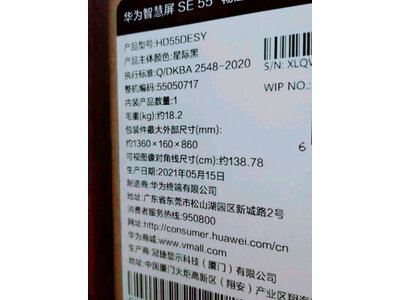 华为智慧屏 SE 55
产品型号:HD55DESY
产品主体颜色:星际黑
执行标准:Q/DKBA 2548-2020
S/N: XLQW
整机编码:55050717
WIP NO.:
内装产品数量:1
毛重(kg):约18.2
包装件最大外部尺寸(mm):
约1360×160×860
6
可视图像对角线尺寸(cm):约138.78
生产日期:2021年05月15日
制造商:华为终端有限公司
地址:广东省东莞市松山湖园区新城路2号
消费者服务热线:950800
网址:http://consumer.huawei.com/cn
华为商城:www.vmall.com
生产商:冠捷显示科技（厦门）有限公司
地址:中国厦门火炬高新区（翔安）产业区